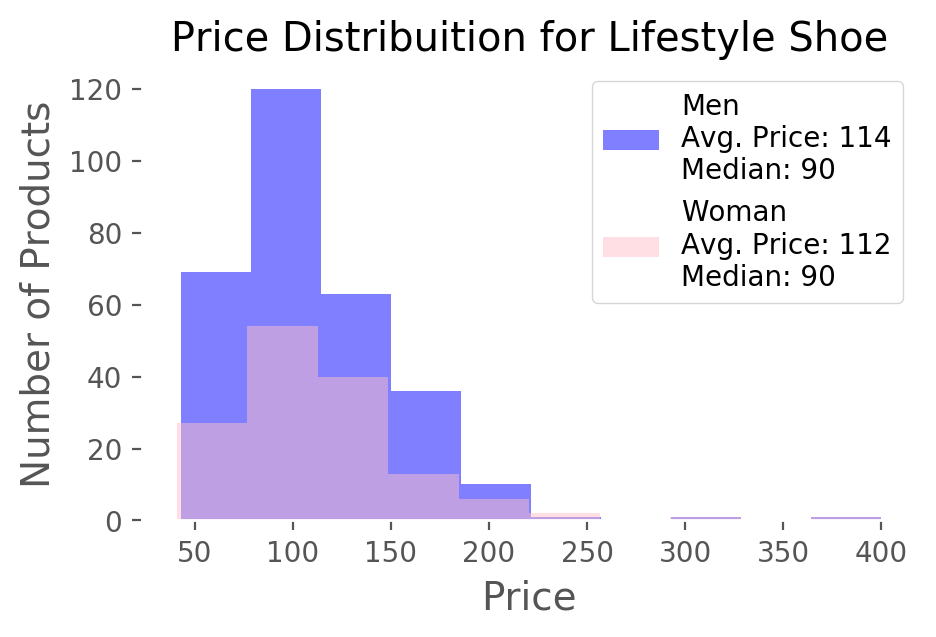 Price Distribuition for Lifestyle Shoe
Number of Products
120
100
80
60
40
20
0
Men
Avg. Price: 114
Median: 90
Woman
Avg. Price: 112
Median: 90
50 100 150 200 250 300 350 400
Price